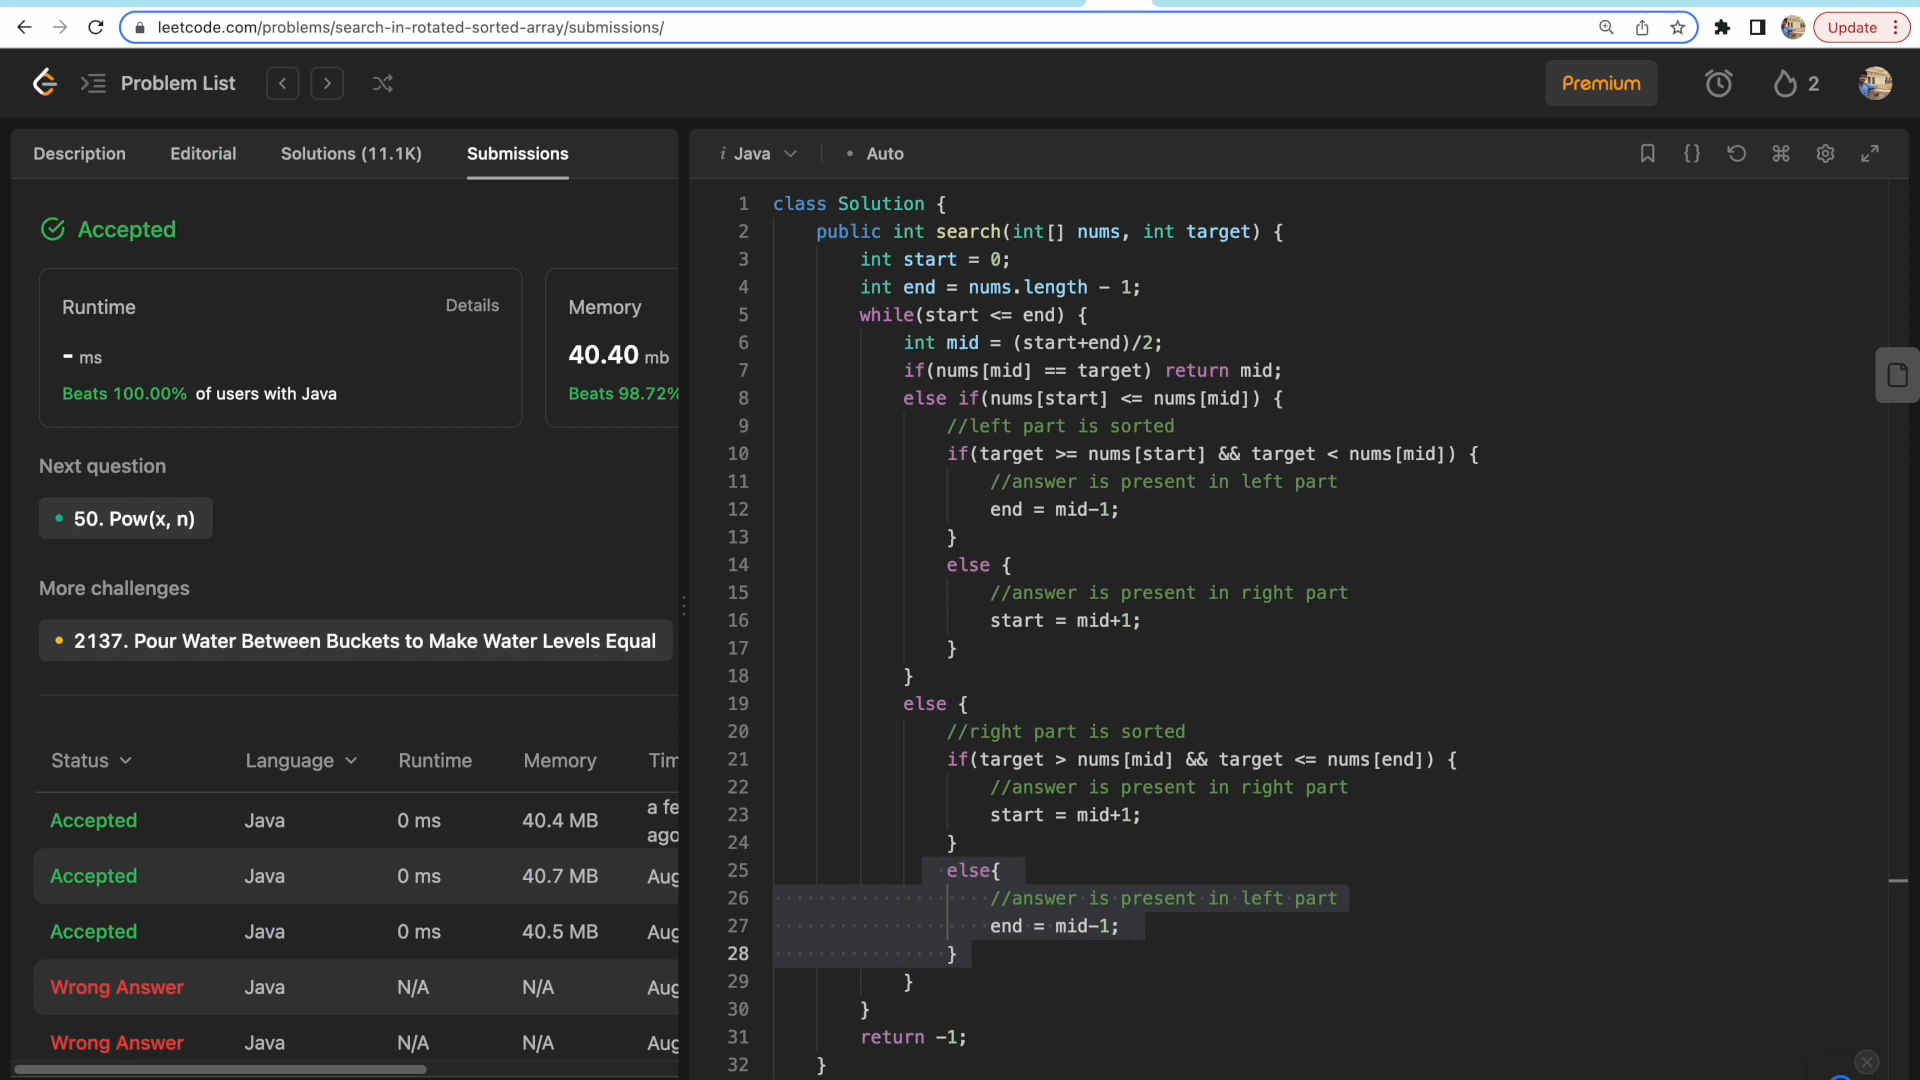 leetcode.com/problems/search-in-rotated-sorted-array/submissions/
Update
Problem List
Premium
2
Description Editorial Solutions (11.1K) Submissions
Accepted
Runtime Details
- ms
Beats 100.00% of users with Java
Memory
40.40 mb
Beats 98.72%
Next question
50. Pow(x, n)
More challenges
2137. Pour Water Between Buckets to Make Water Levels Equal
Status Language Runtime Memory Tim
Accepted Java 0 ms 40.4 MB a fe
ago
Accepted Java 0 ms 40.7 MB Aug
Accepted Java 0 ms 40.5 MB Aug
Wrong Answer Java N/A N/A Aug
Wrong Answer Java N/A N/A Aug
i Java • Auto
1 class Solution {
2 public int search(int[] nums, int target) {
3 int start = 0;
4 int end = nums.length - 1;
5 while(start <= end) {
6 int mid = (start+end)/2;
7 if(nums[mid] == target) return mid;
8 else if(nums[start] <= nums[mid]) {
9 //left part is sorted
10 if(target >= nums[start] && target < nums[mid]) {
11 //answer is present in left part
12 end = mid-1;
13 }
14 else {
15 //answer is present in right part
16 start = mid+1;
17 }
18 }
19 else {
20 //right part is sorted
21 if(target > nums[mid] && target <= nums[end]) {
22 //answer is present in right part
23 start = mid+1;
24 }
25 else{
26 //answer is present in left part
27 end = mid-1;
28 }
29 }
30 }
31 return -1;
32 }